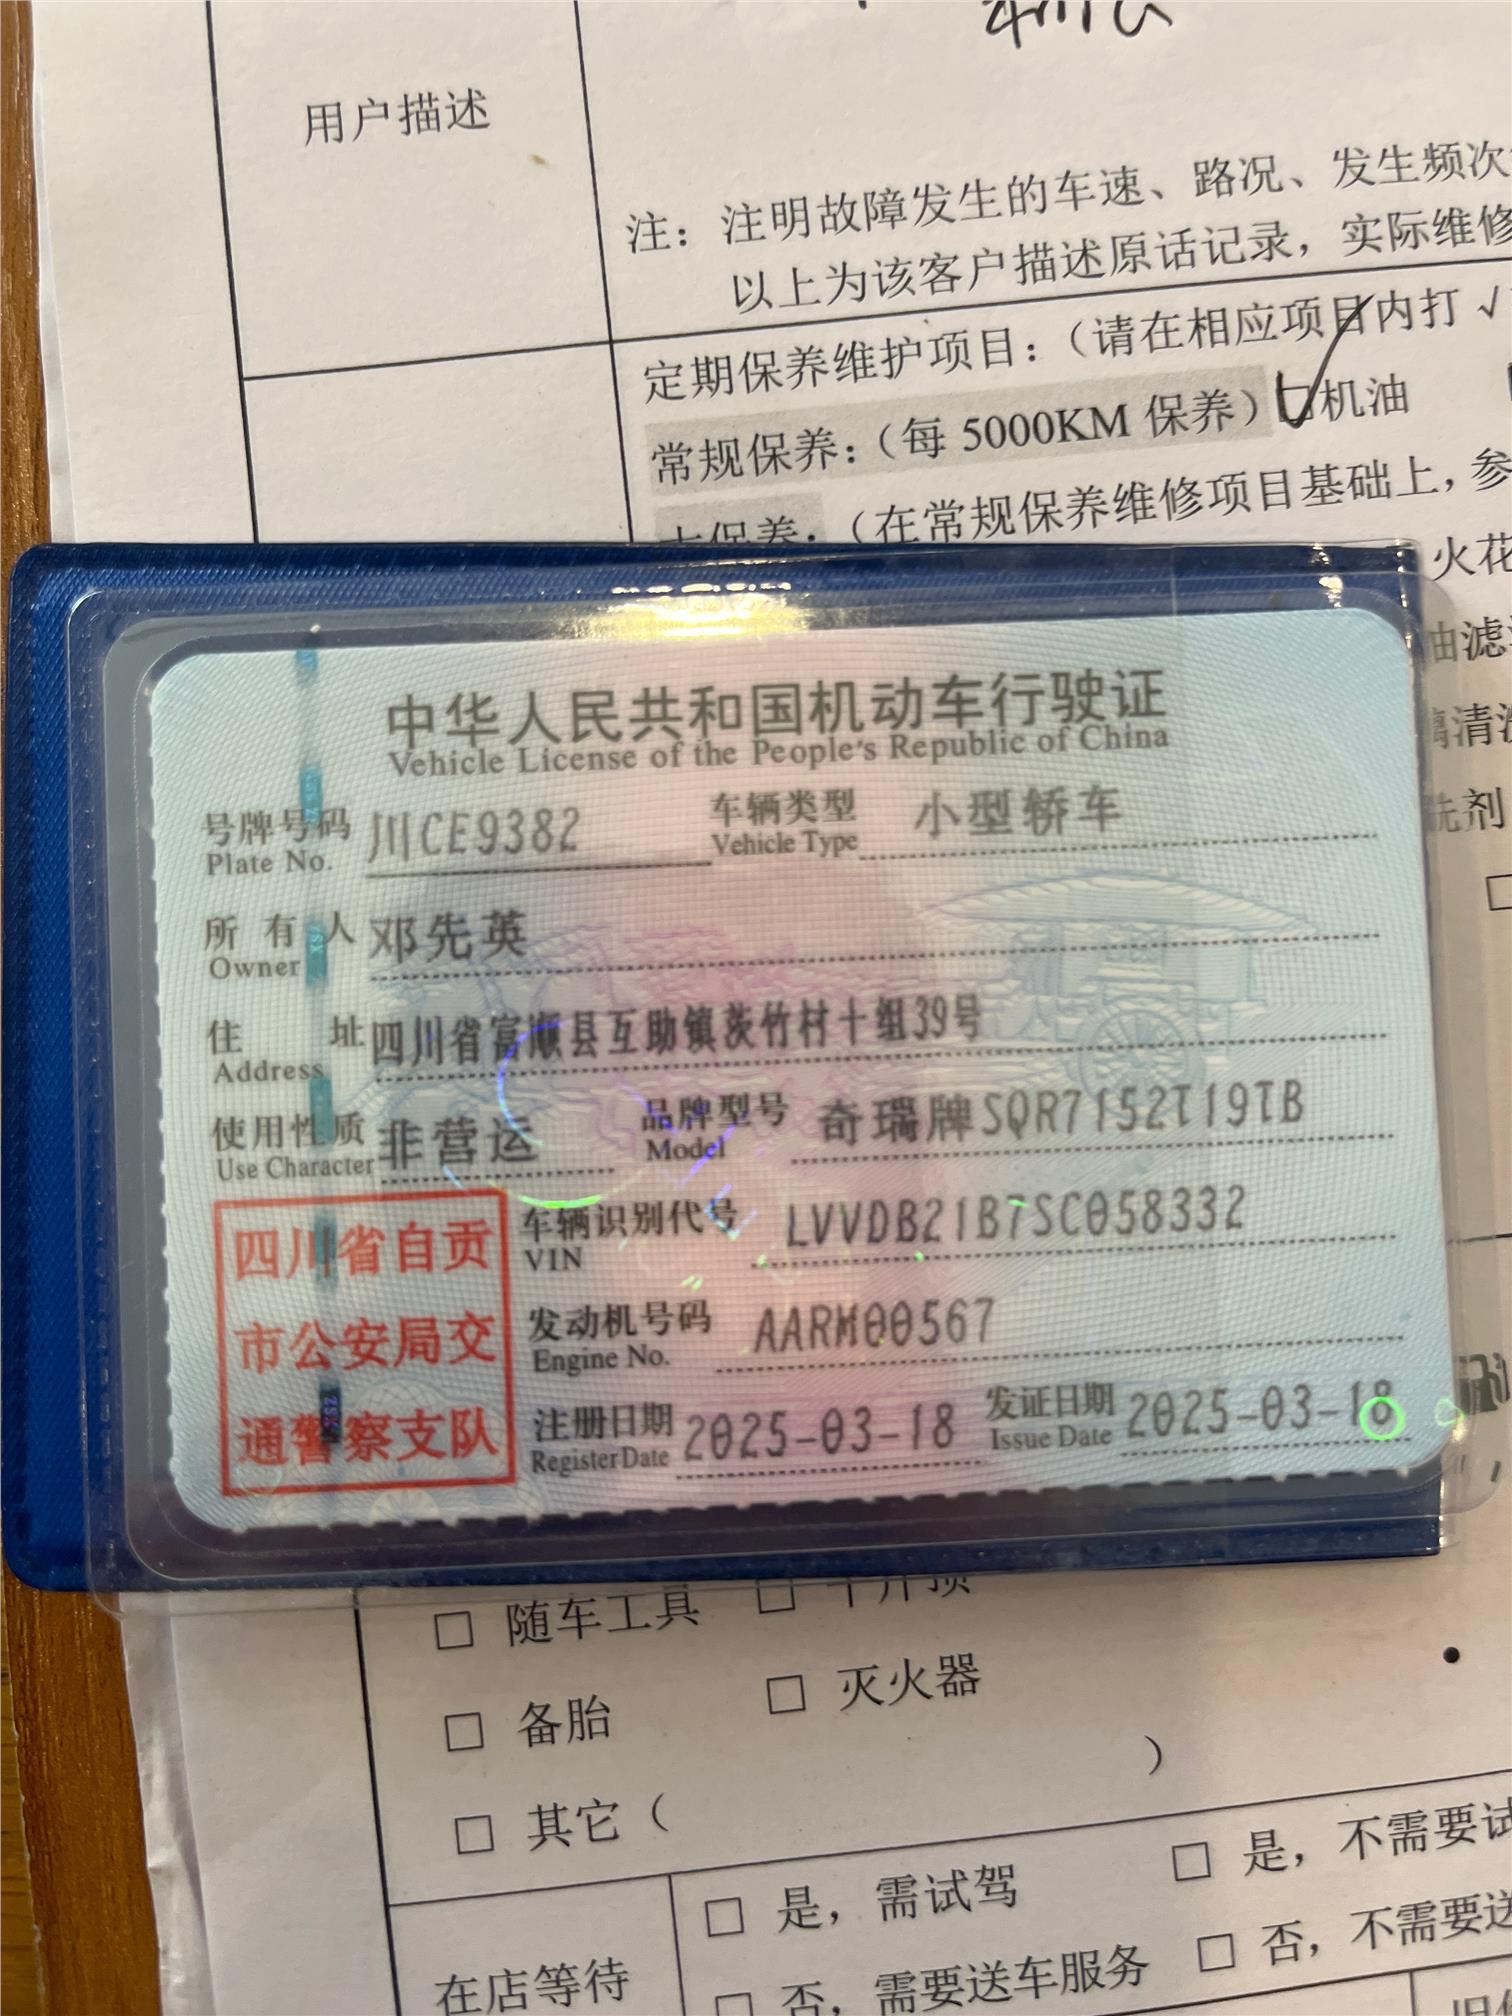 用户描述
注：注明故障发生的车速、路况、发生频次
以上为该客户描述原话记录，实际维修
定期保养维护项目：（请在相应项目内打 √
常规保养：（每 5000KM 保养）□机油
大保养：（在常规保养维修项目基础上，参
火花
油滤
清洗
洗剂
中华人民共和国机动车行驶证
Vehicle License of the People's Republic of China
号牌号码 川CE9382 车辆类型 小型轿车
Plate No. Vehicle Type
所有人 邓先英
Owner
住址 四川省富顺县互助镇茨竹村十组39号
Address
使用性质 非营运 品牌型号 奇瑞牌SQR7152T19TB
Use Character Model
四川省自贡
市公安局交
通警察支队
车辆识别代号 LVVDB21B7SC058332
VIN
发动机号码 AARM00567
Engine No.
注册日期 2025-03-18 发证日期 2025-03-18
Register Date Issue Date
□ 随车工具 □ 千斤顶
□ 备胎 □ 灭火器
□ 其它（ ）
在店等待
□ 是，需试驾 □ 是，不需要试
□ 否，需要送车服务 □ 否，不需要送